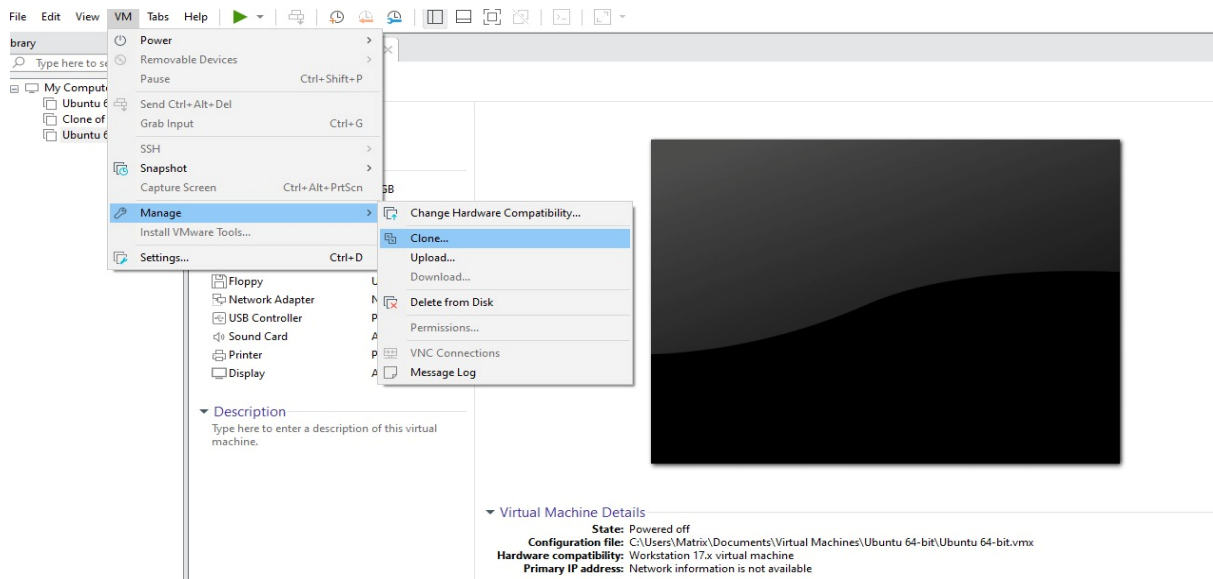 File Edit View VM Tabs Help
brary
Type here to se
My Compute
Ubuntu 6
Clone of
Ubuntu 6
Power
Removable Devices
Pause Ctrl+Shift+P
Send Ctrl+Alt+Del
Grab Input Ctrl+G
SSH
Snapshot
Capture Screen Ctrl+Alt+PrtScn
Manage
Install VMware Tools...
Settings... Ctrl+D
GB
Change Hardware Compatibility...
Clone...
Upload...
Download...
Delete from Disk
Permissions...
VNC Connections
Message Log
Floppy
Network Adapter N
USB Controller P
Sound Card A
Printer P
Display A
Description
Type here to enter a description of this virtual
machine.
Virtual Machine Details
State: Powered off
Configuration file: C:\Users\Matrix\Documents\Virtual Machines\Ubuntu 64-bit\Ubuntu 64-bit.vmx
Hardware compatibility: Workstation 17.x virtual machine
Primary IP address: Network information is not available